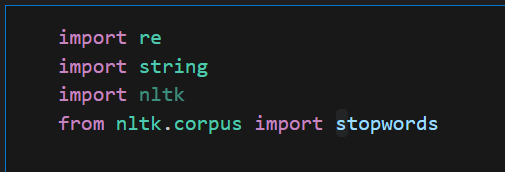 import re
import string
import nltk
from nltk.corpus import stopwords